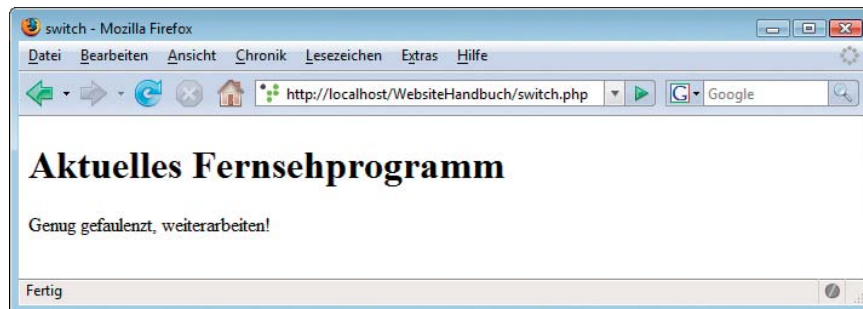 switch - Mozilla Firefox
Datei Bearbeiten Ansicht Chronik Lesezeichen Extras Hilfe
http://localhost/WebsiteHandbuch/switch.php G Google
Aktuelles Fernsehprogramm
Genug gefaulenzt, weiterarbeiten!
Fertig